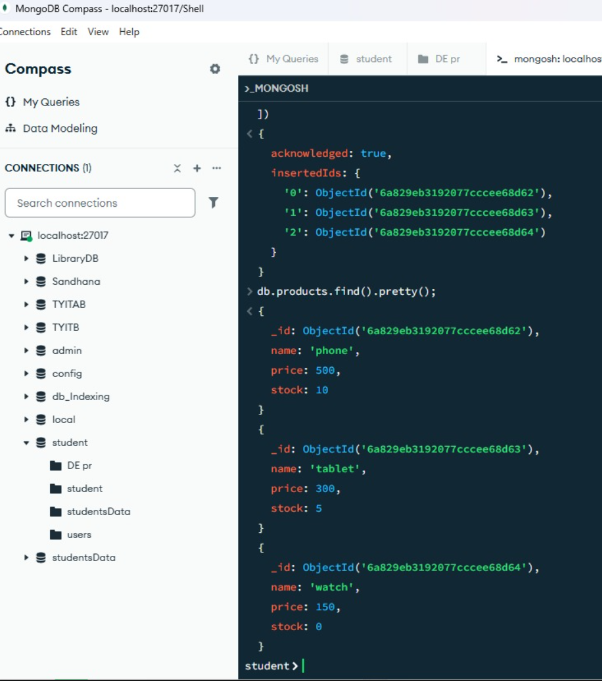 MongoDB Compass - localhost:27017/Shell
Connections Edit View Help
Compass
My Queries
Data Modeling
CONNECTIONS (1)
Search connections
localhost:27017
LibraryDB
Sandhana
TYITAB
TYITB
admin
config
db_Indexing
local
student
DE pr
student
studentsData
users
studentsData
{} My Queries
student
DE pr
>_ mongosh: localhos
>_MONGOSH
])
< {
acknowledged: true,
insertedIds: {
'0': ObjectId('6a829eb3192077cccee68d62'),
'1': ObjectId('6a829eb3192077cccee68d63'),
'2': ObjectId('6a829eb3192077cccee68d64')
}
}
> db.products.find().pretty();
< {
_id: ObjectId('6a829eb3192077cccee68d62'),
name: 'phone',
price: 500,
stock: 10
}
{
_id: ObjectId('6a829eb3192077cccee68d63'),
name: 'tablet',
price: 300,
stock: 5
}
{
_id: ObjectId('6a829eb3192077cccee68d64'),
name: 'watch',
price: 150,
stock: 0
}
student>